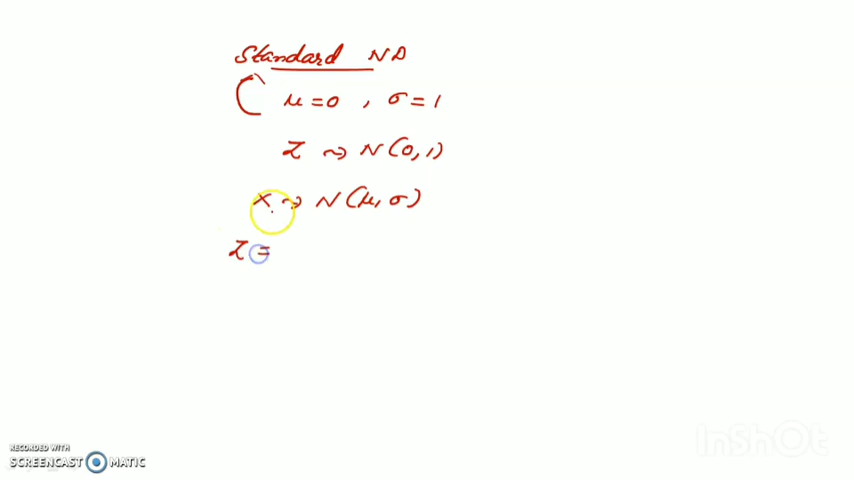 Standard ND
μ = 0 , σ = 1
Z ~> N(0, 1)
X ~> N(μ, σ)
Z =
RECORDED WITH
SCREENCAST MATIC
InShOt